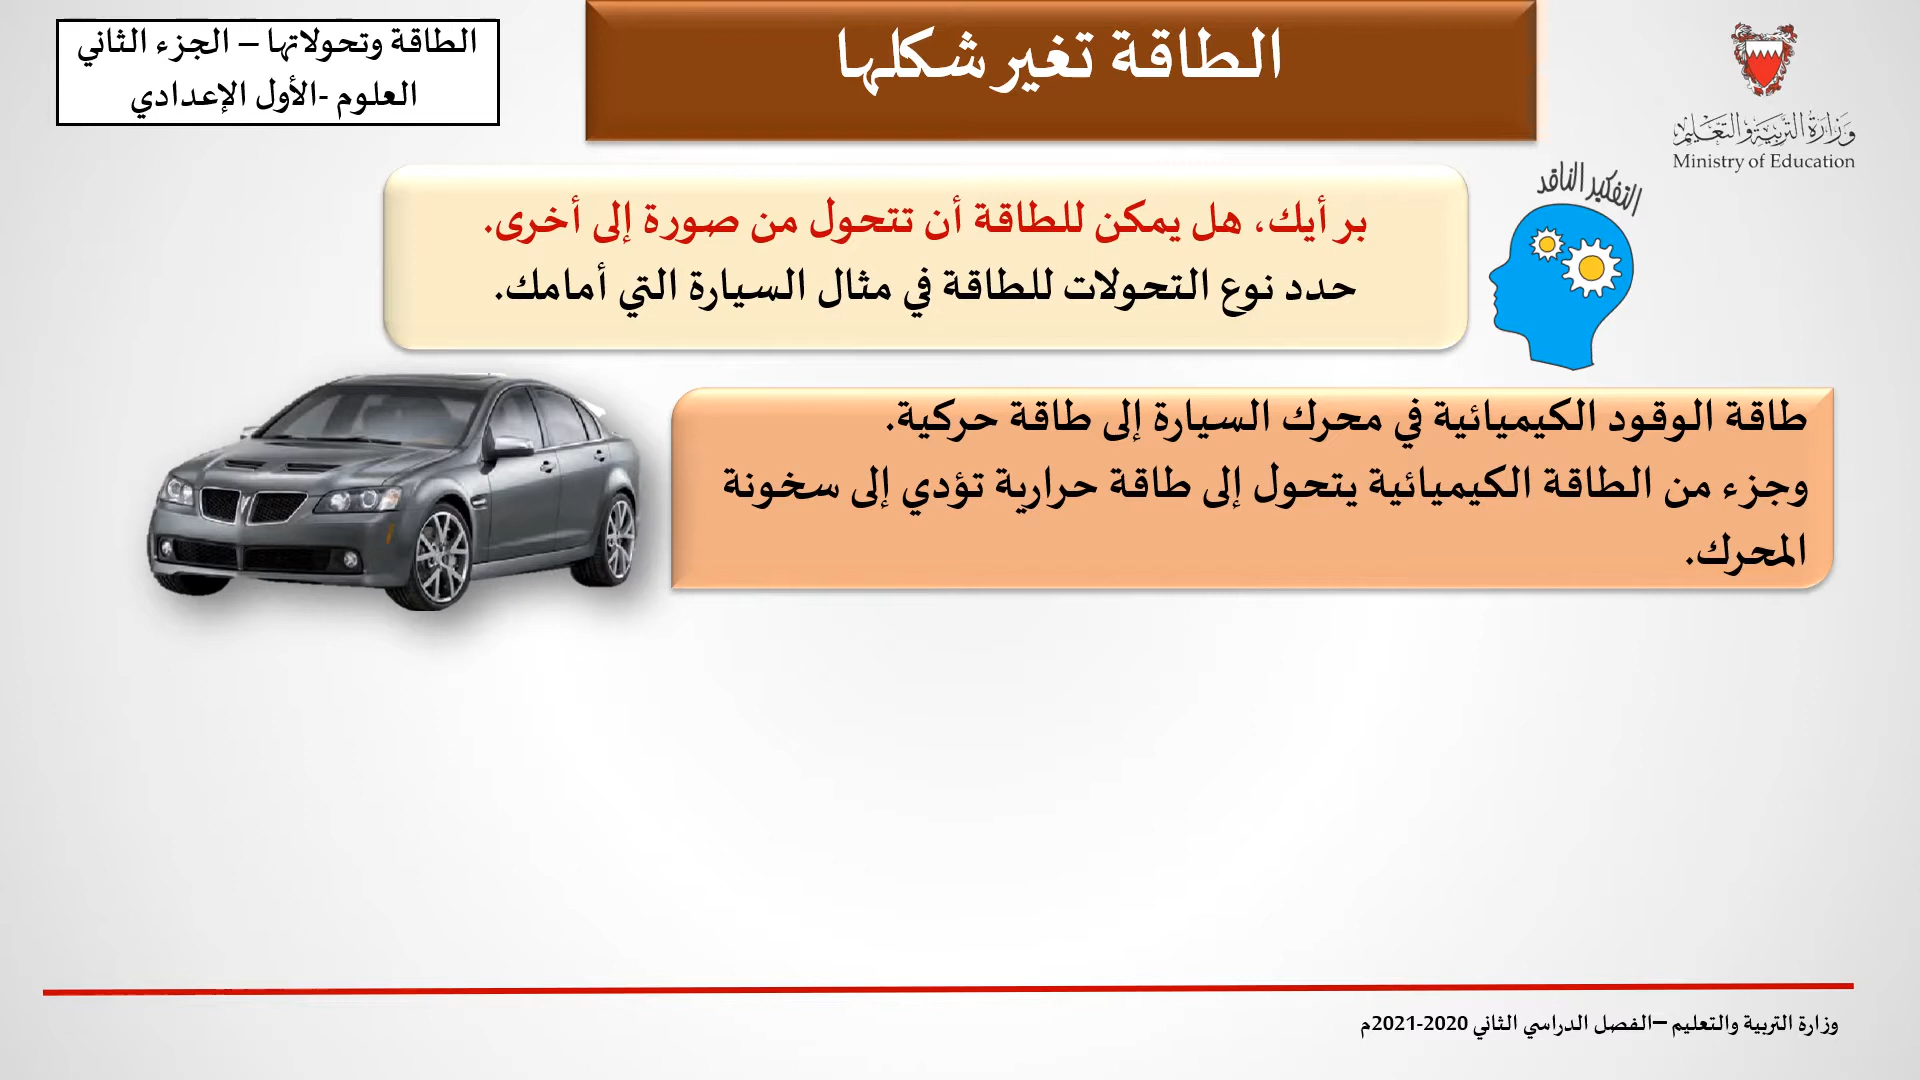 الطاقة وتحولاتها – الجزء الثاني
العلوم -الأول الإعدادي
الطاقة تغير شكلها
وزارة التربية والتعليم
Ministry of Education
التفكير الناقد
برأيك، هل يمكن للطاقة أن تتحول من صورة إلى أخرى.
حدد نوع التحولات للطاقة في مثال السيارة التي أمامك.
طاقة الوقود الكيميائية في محرك السيارة إلى طاقة حركية.
وجزء من الطاقة الكيميائية يتحول إلى طاقة حرارية تؤدي إلى سخونة
المحرك.
وزارة التربية والتعليم –الفصل الدراسي الثاني 2020-2021م